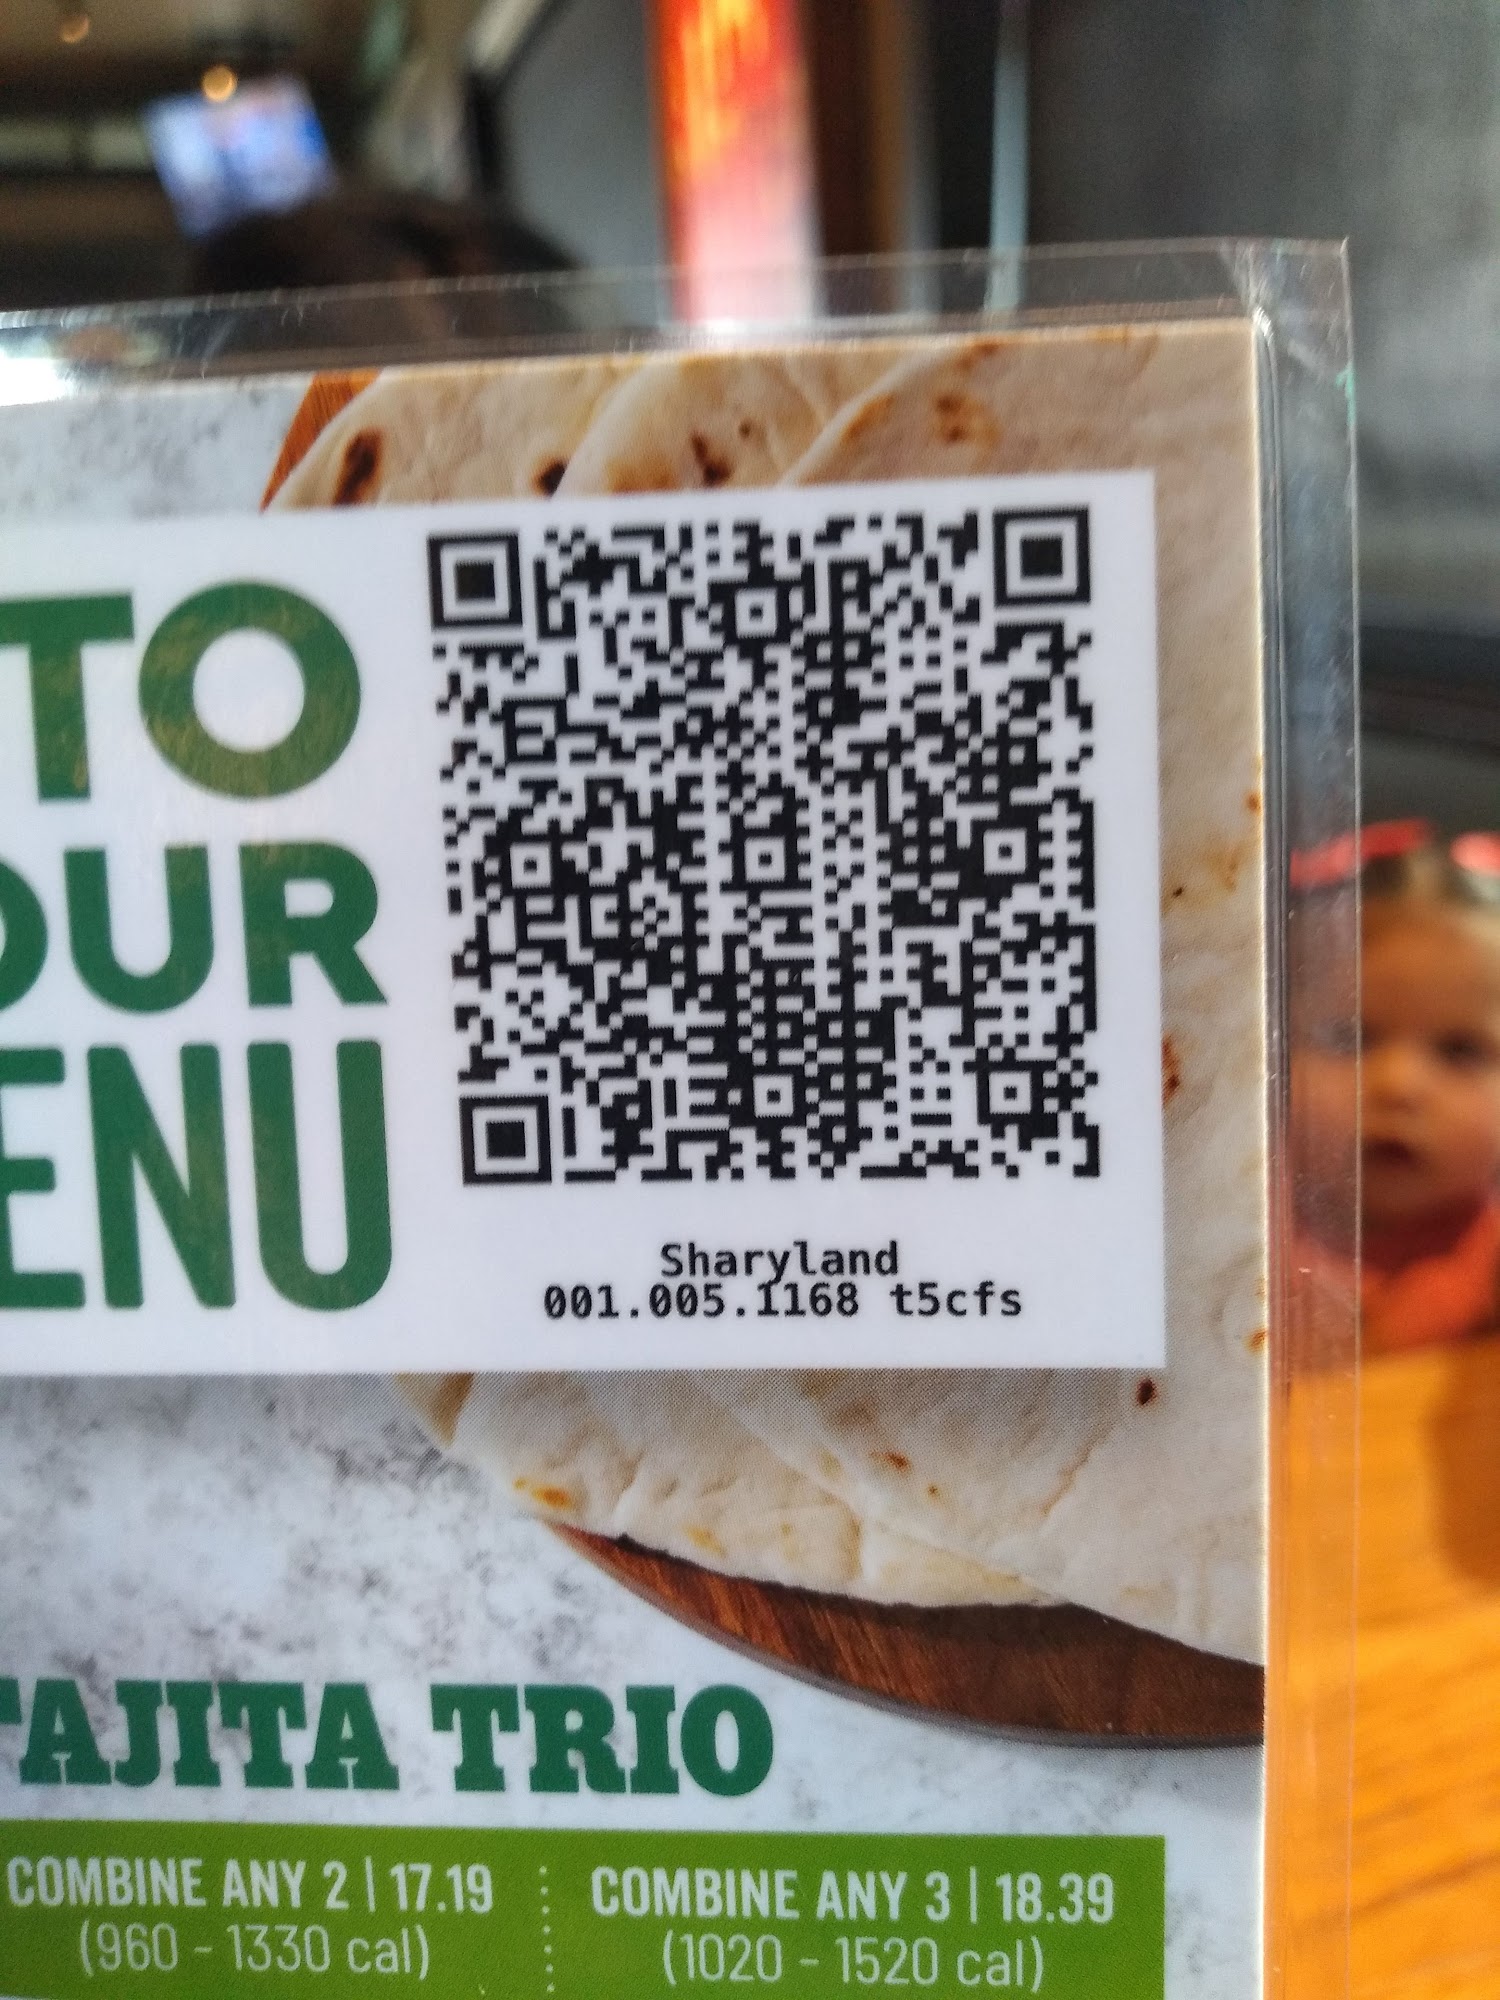 TO
OUR
ENU
Sharyland
001.005.1168 t5cfs
FAJITA TRIO
COMBINE ANY 2 | 17.19
(960 - 1330 cal)
COMBINE ANY 3 | 18.39
(1020 - 1520 cal)